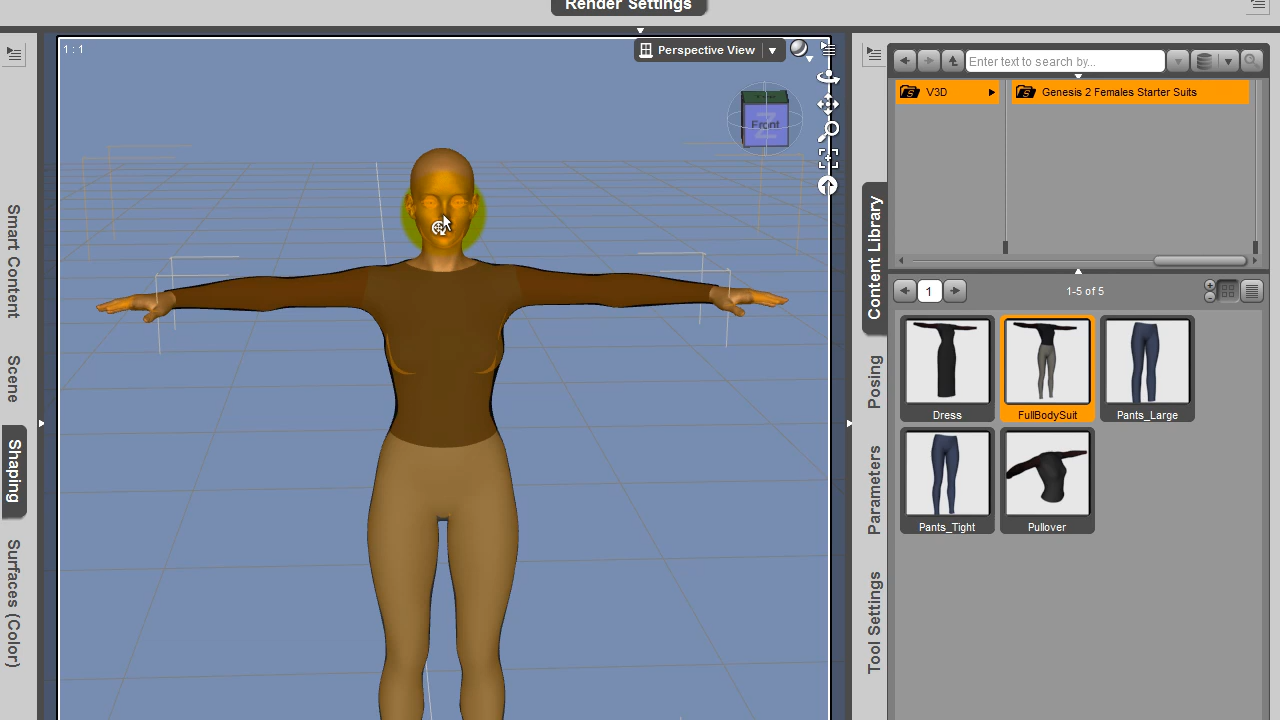 Render Settings
1 : 1
Perspective View
Front
Smart Content
Scene
Shaping
Surfaces (Color)
Content Library
Posing
Parameters
Tool Settings
Enter text to search by...
V3D
Genesis 2 Females Starter Suits
1
1-5 of 5
Dress
FullBodySuit
Pants_Large
Pants_Tight
Pullover